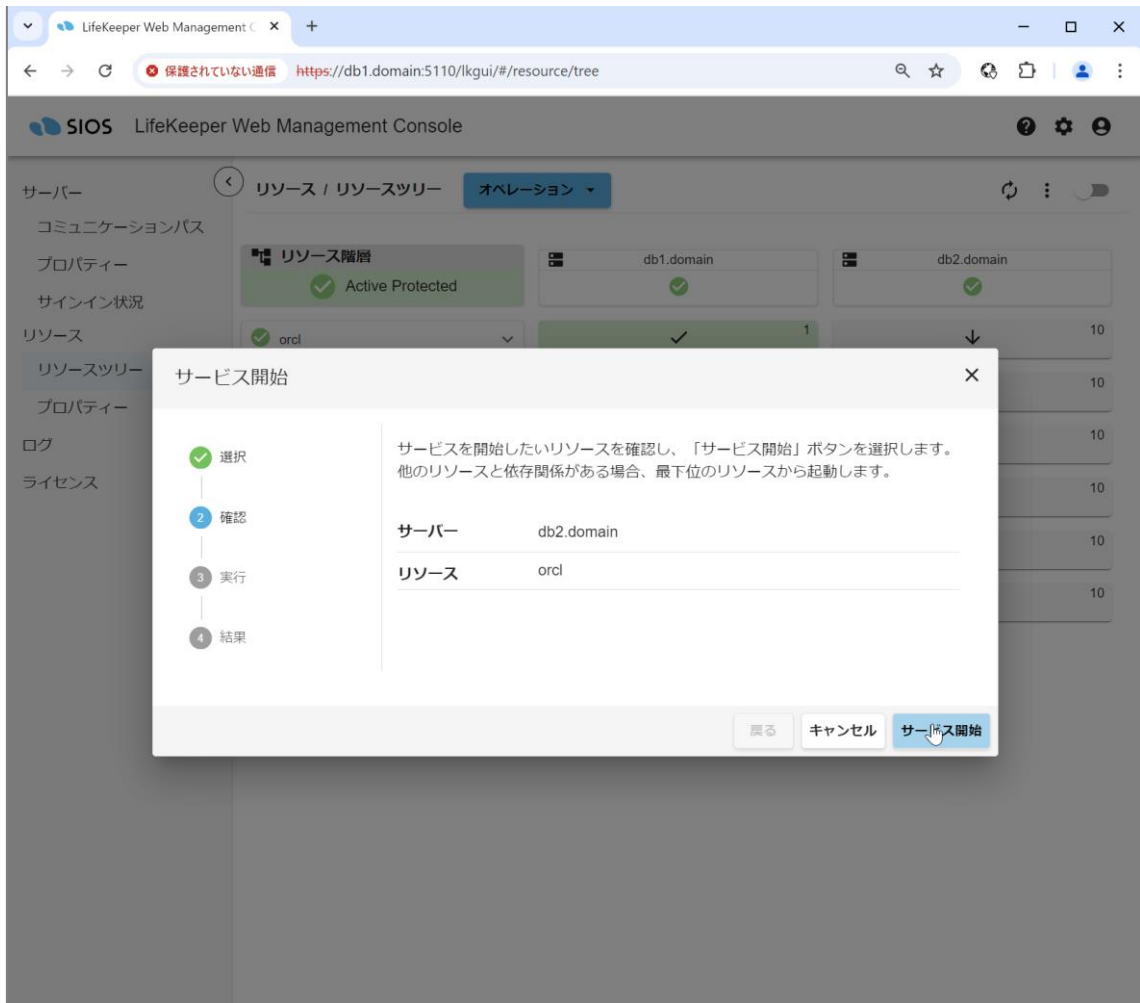 LifeKeeper Web Management C
保護されていない通信 https://db1.domain:5110/lkgui/#/resource/tree
SIOS LifeKeeper Web Management Console
サーバー
コミュニケーションパス
プロパティー
サインイン状況
リソース
リソースツリー
プロパティー
ログ
ライセンス
リソース / リソースツリー オペレーション
リソース階層
Active Protected
db1.domain
db2.domain
orcl 1 10
10
10
10
10
10
サービス開始
選択
2 確認
3 実行
4 結果
サービスを開始したいリソースを確認し、「サービス開始」ボタンを選択します。
他のリソースと依存関係がある場合、最下位のリソースから起動します。
サーバー db2.domain
リソース orcl
戻る キャンセル サービス開始